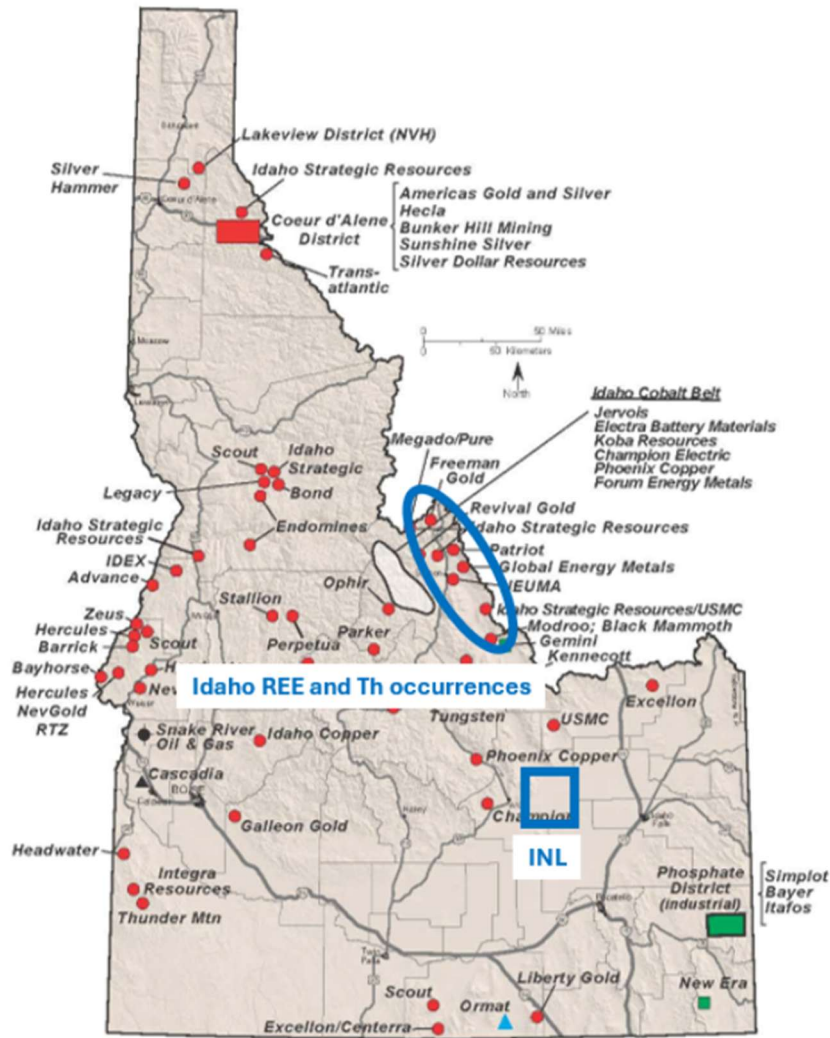 Lakeview District (NVH)
Silver
Hammer
Idaho Strategic Resources
Coeur d'Alene
District
Americas Gold and Silver
Hecla
Bunker Hill Mining
Sunshine Silver
Silver Dollar Resources
Trans-
atlantic
Moscow
0 50 Miles
0 50 Kilometers
North
Idaho Cobalt Belt
Jervois
Electra Battery Materials
Koba Resources
Champion Electric
Phoenix Copper
Forum Energy Metals
Megado/Pure
Freeman
Gold
Scout
Idaho
Strategic
Legacy
Bond
Revival Gold
Idaho Strategic Resources
Endomines
Idaho Strategic
Resources
Patriot
IDEX
Global Energy Metals
Advance
Ophir
Stallion
Idaho Strategic Resources/USMC
Zeus
Modroo; Black Mammoth
Hercules
Scout
Perpetua
Parker
Gemini
Barrick
Kennecott
Bayhorse
Idaho REE and Th occurrences
Hercules
NevGold
RTZ
Excellon
Tungsten
USMC
Snake River
Oil & Gas
Idaho Copper
Phoenix Copper
Cascadia
BOISE
Champion
Galleon Gold
INL
Headwater
Integra
Resources
Thunder Mtn
Phosphate
District
(industrial)
Simplot
Bayer
Itafos
Pocatello
Twin
Falls
Scout
Ormat
Liberty Gold
New Era
Excellon/Centerra